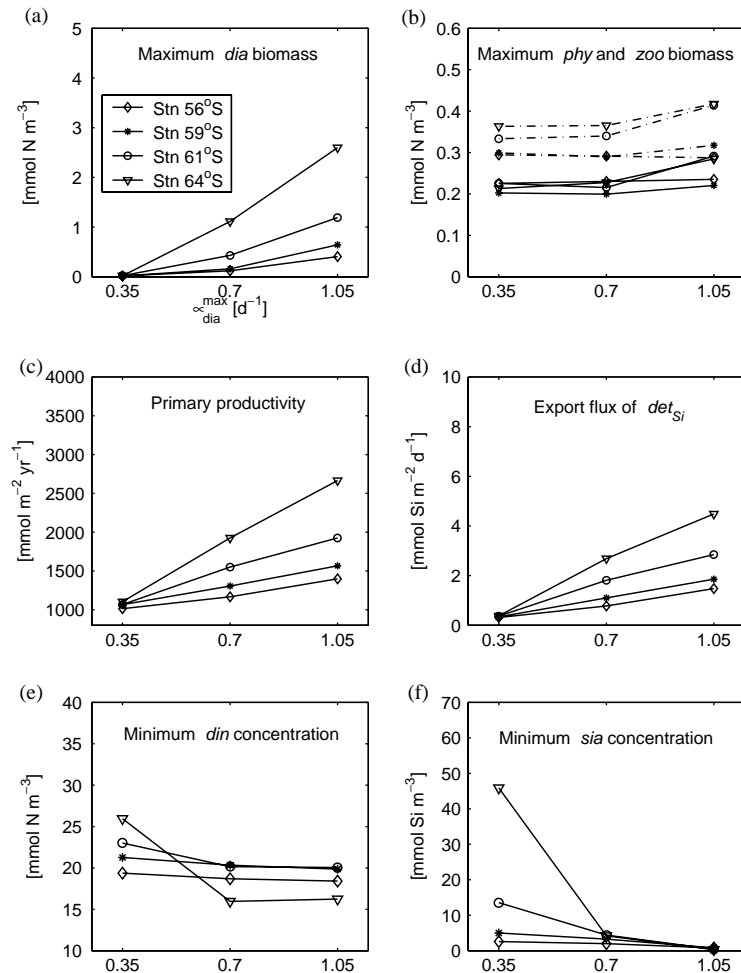 (a)
Maximum dia biomass
[mmol N m−3]
5
4
3
2
1
0
Stn 56oS
Stn 59oS
Stn 61oS
Stn 64oS
0.35
0.7
1.05
∝maxdia [d−1]
(b)
Maximum phy and zoo biomass
[mmol N m−3]
0.6
0.5
0.4
0.3
0.2
0.1
0
0.35
0.7
1.05
(c)
Primary productivity
[mmol m−2 yr−1]
4000
3500
3000
2500
2000
1500
1000
0.35
0.7
1.05
(d)
Export flux of detSi
[mmol Si m−2 d−1]
10
8
6
4
2
0
0.35
0.7
1.05
(e)
Minimum din concentration
[mmol N m−3]
40
35
30
25
20
15
10
0.35
0.7
1.05
(f)
Minimum sia concentration
[mmol Si m−3]
70
60
50
40
30
20
10
0
0.35
0.7
1.05